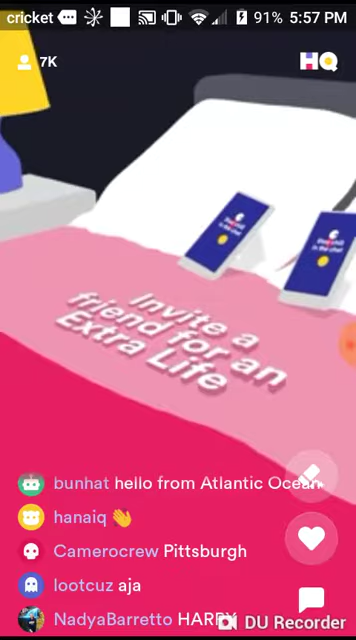 cricket 91% 5:57 PM
7K
HQ
Invite a
friend for an
Extra Life
bunhat hello from Atlantic Ocean
hanaiq 👋
Camerocrew Pittsburgh
lootcuz aja
NadyaBarretto HARRY
DU Recorder